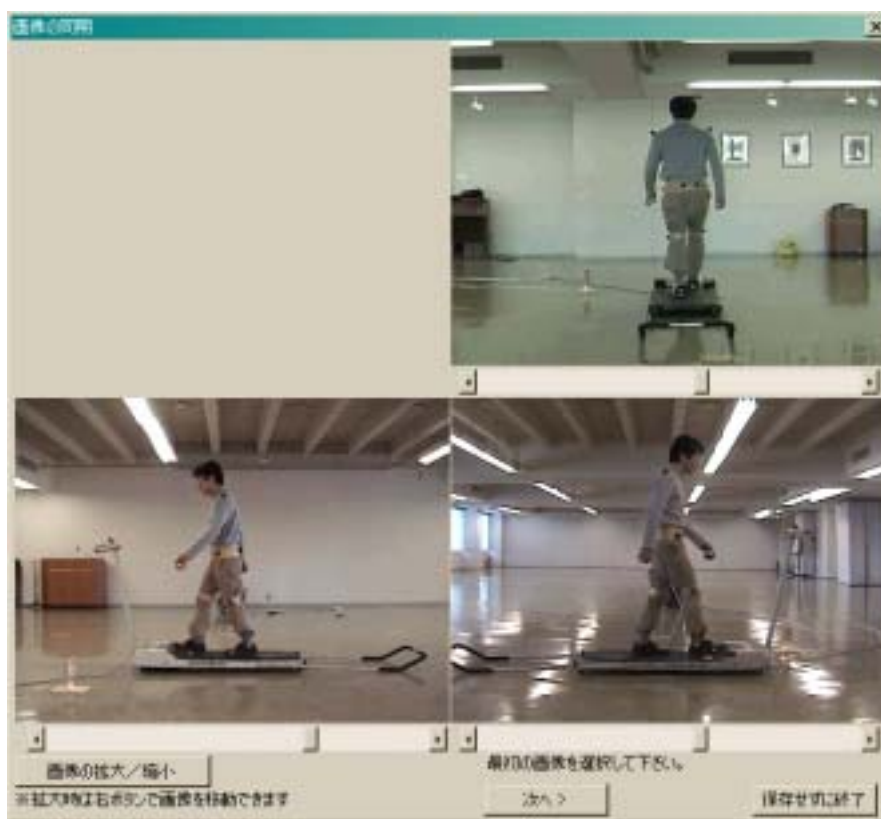 画像の同期
画像の拡大／縮小
最初の画像を選択して下さい。
※拡大時は右ボタンで画像を移動できます
次へ >
保存せずに終了